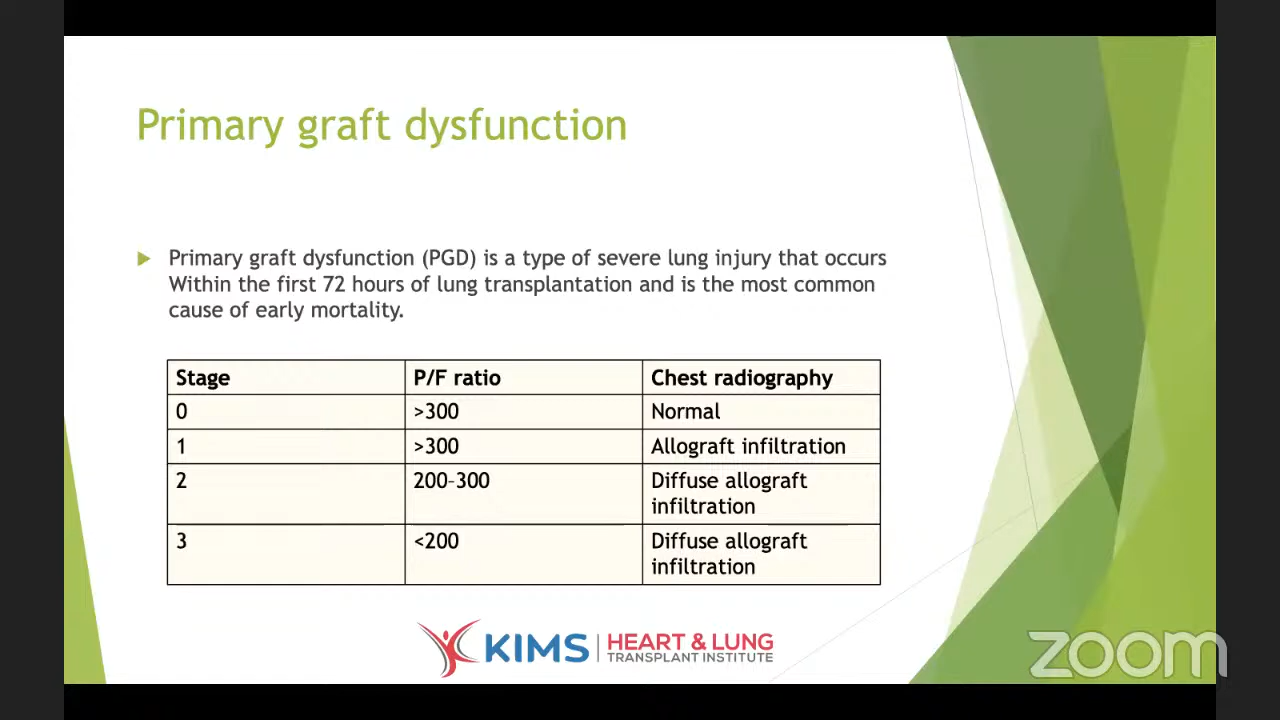 Primary graft dysfunction
Primary graft dysfunction (PGD) is a type of severe lung injury that occurs
Within the first 72 hours of lung transplantation and is the most common
cause of early mortality.
Stage P/F ratio Chest radiography
0 >300 Normal
1 >300 Allograft infiltration
2 200–300 Diffuse allograft
infiltration
3 <200 Diffuse allograft
infiltration
KIMS HEART & LUNG
TRANSPLANT INSTITUTE
zoom